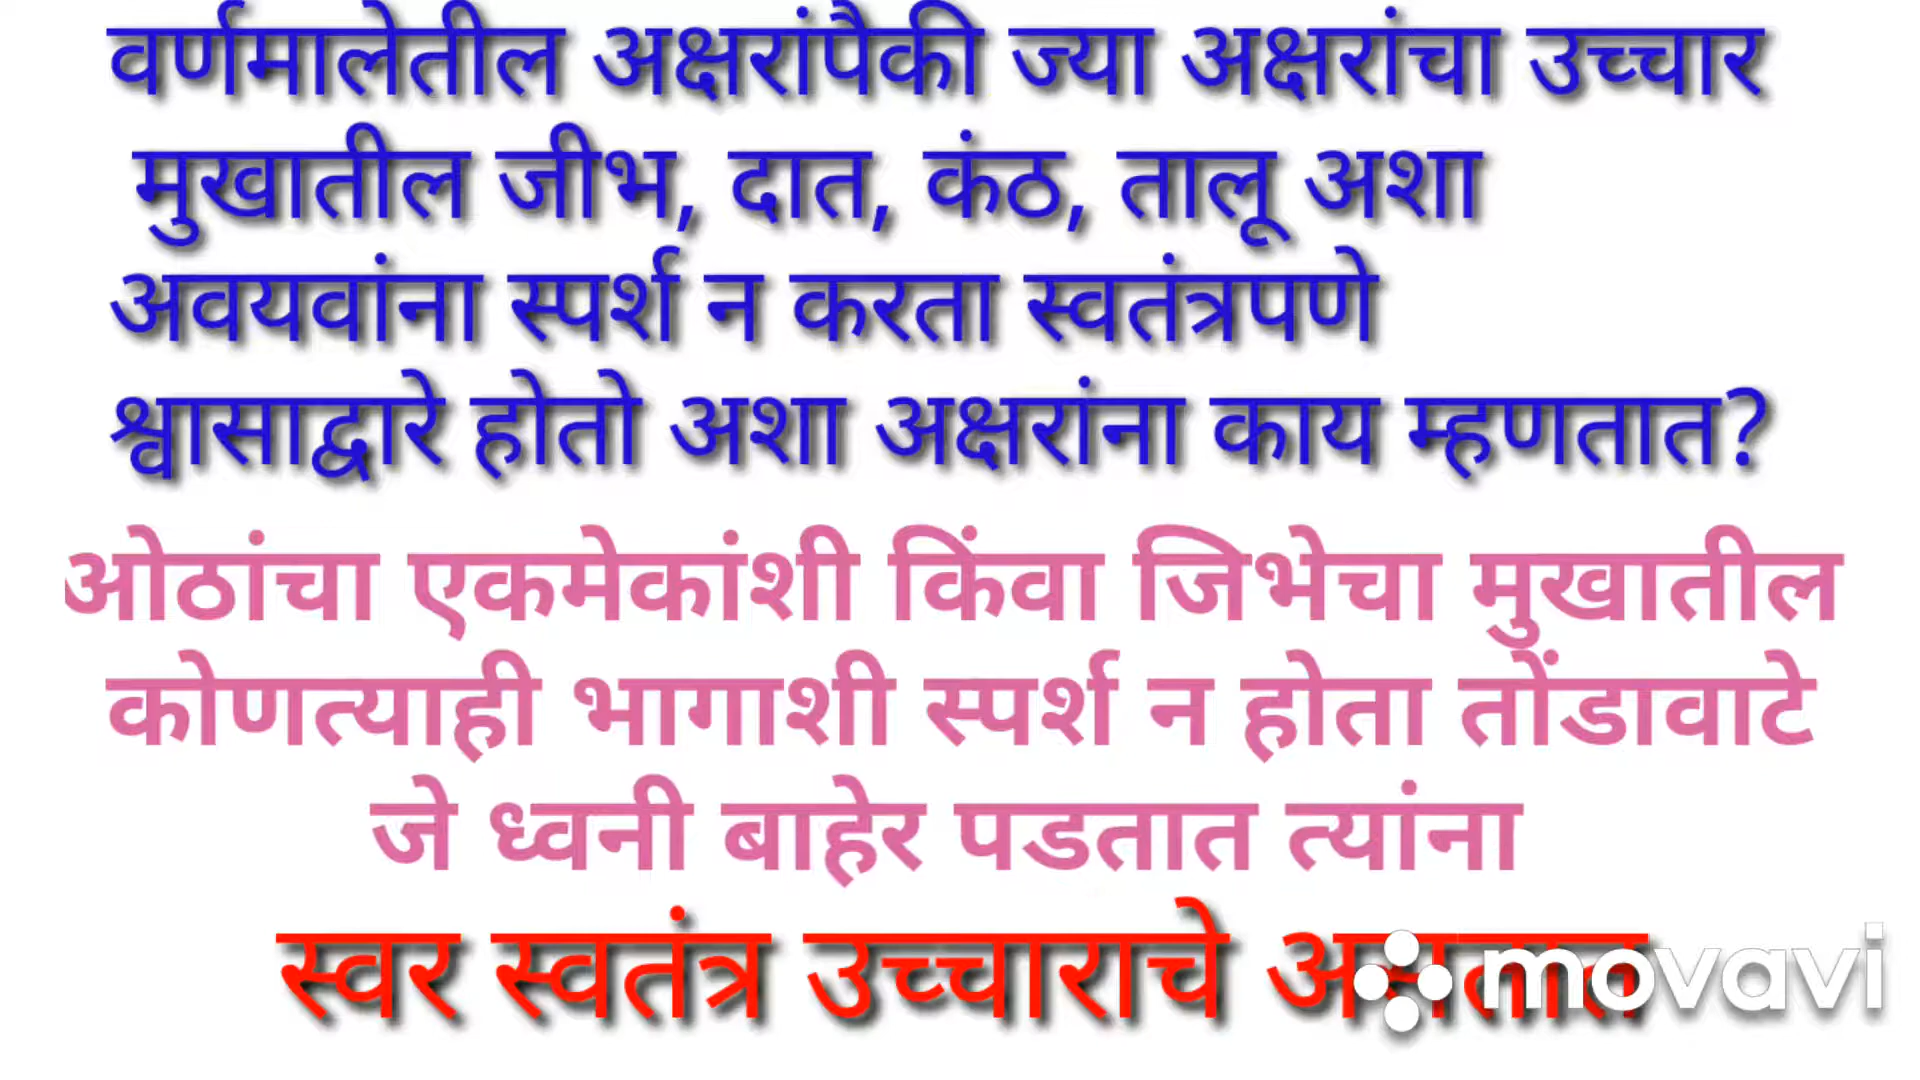 वर्णमालेतील अक्षरांपैकी ज्या अक्षरांचा उच्चार
मुखातील जीभ, दात, कंठ, तालू अशा
अवयवांना स्पर्श न करता स्वतंत्रपणे
श्वासाद्वारे होतो अशा अक्षरांना काय म्हणतात?
ओठांचा एकमेकांशी किंवा जिभेचा मुखातील
कोणत्याही भागाशी स्पर्श न होता तोंडावाटे
जे ध्वनी बाहेर पडतात त्यांना
स्वर स्वतंत्र उच्चाराचे असतात
movavi